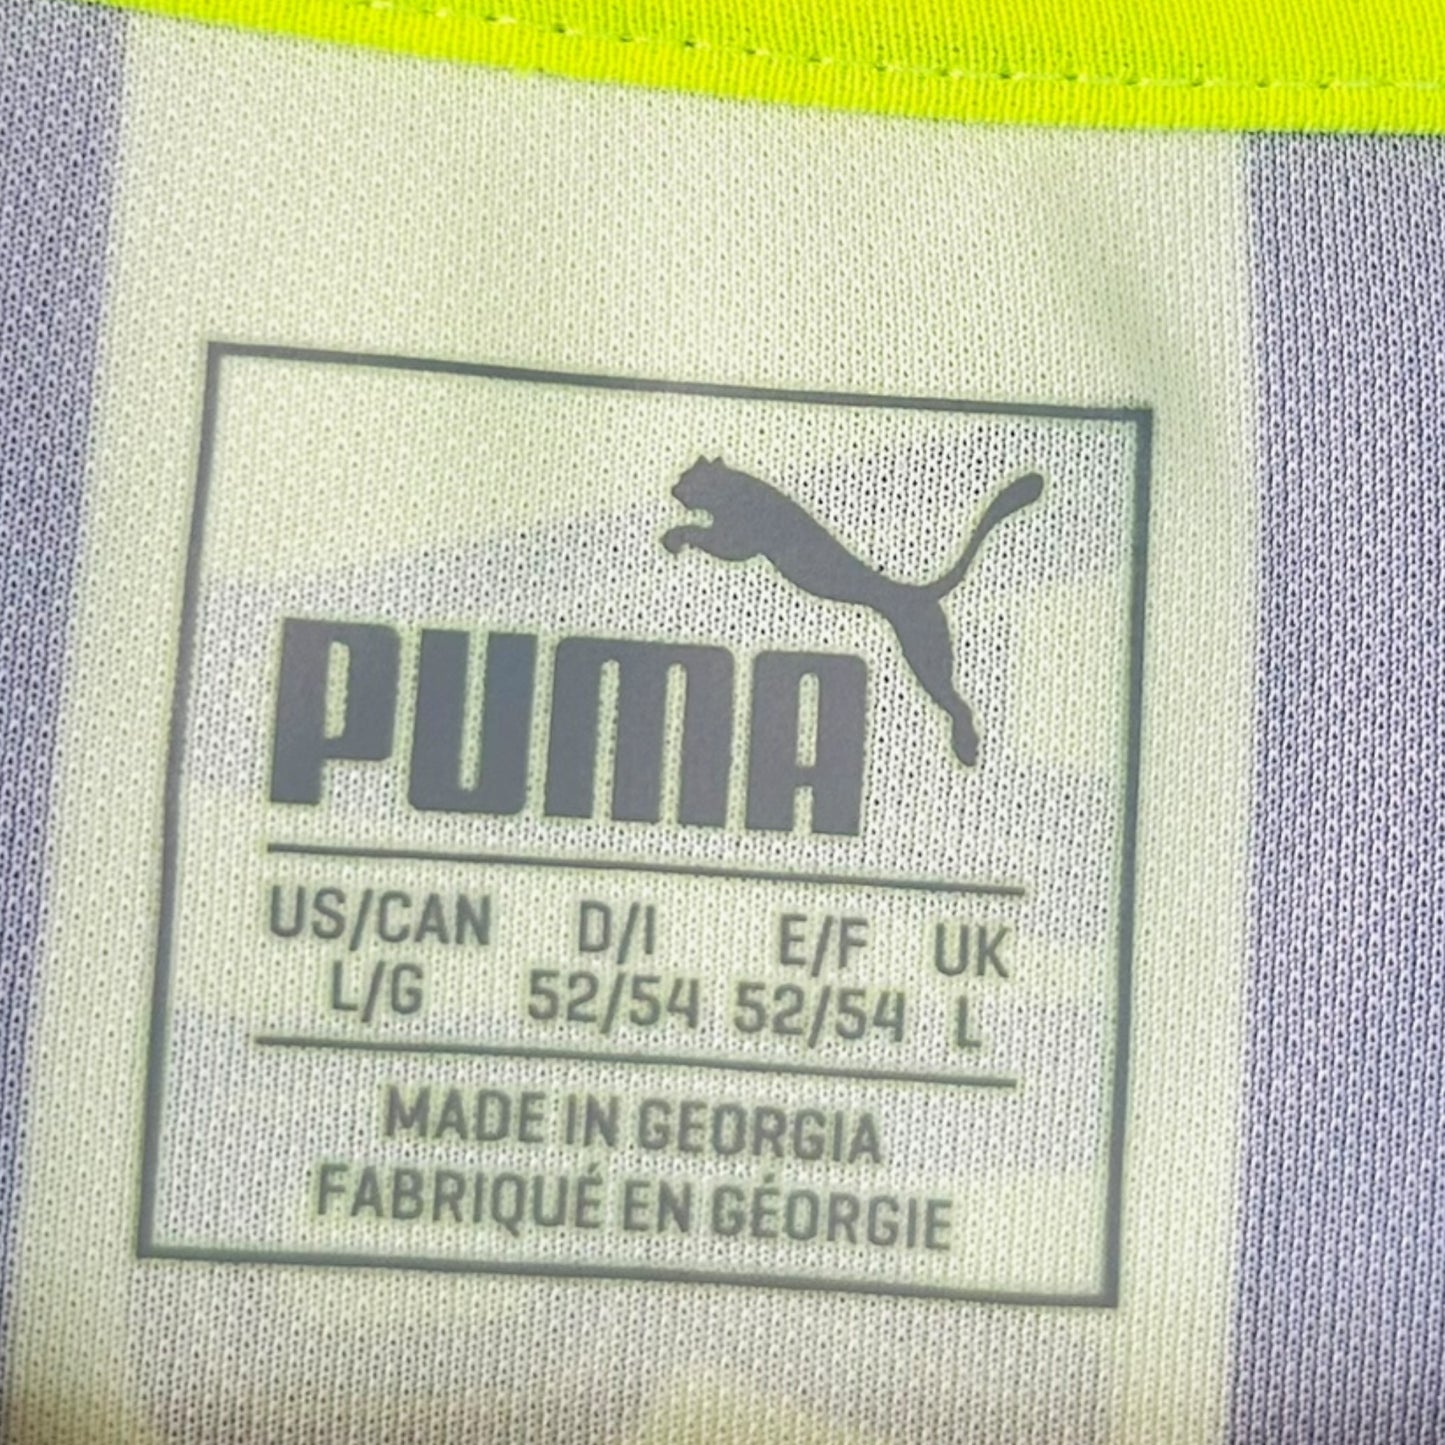 PUMA
US/CAN D/I E/F UK
L/G 52/54 52/54 L
MADE IN GEORGIA
FABRIQUÉ EN GÉORGIE